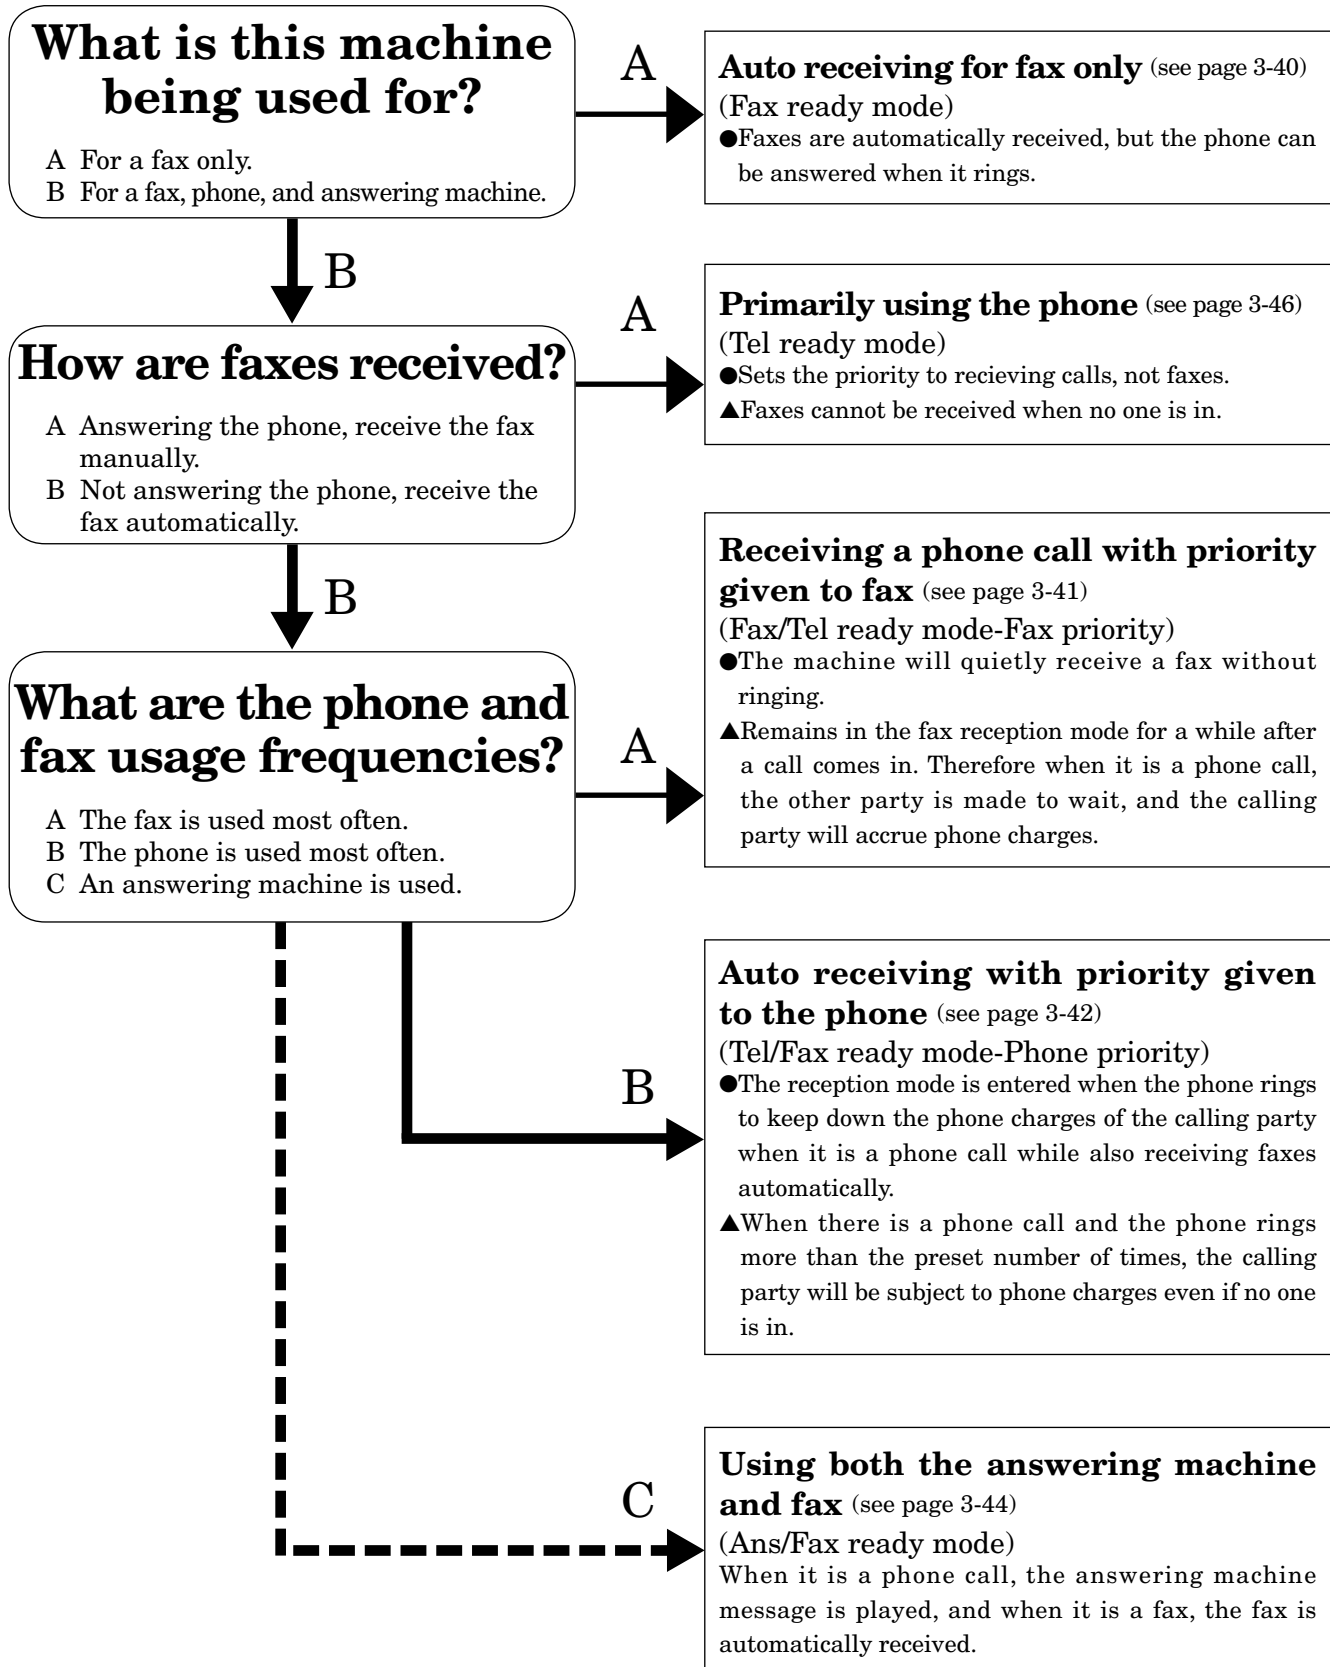 What is this machine
being used for?
A For a fax only.
B For a fax, phone, and answering machine.
A
Auto receiving for fax only (see page 3-40)
(Fax ready mode)
●Faxes are automatically received, but the phone can
be answered when it rings.
B
How are faxes received?
A Answering the phone, receive the fax
manually.
B Not answering the phone, receive the
fax automatically.
A
Primarily using the phone (see page 3-46)
(Tel ready mode)
●Sets the priority to recieving calls, not faxes.
▲Faxes cannot be received when no one is in.
B
What are the phone and
fax usage frequencies?
A The fax is used most often.
B The phone is used most often.
C An answering machine is used.
A
Receiving a phone call with priority
given to fax (see page 3-41)
(Fax/Tel ready mode-Fax priority)
●The machine will quietly receive a fax without
ringing.
▲Remains in the fax reception mode for a while after
a call comes in. Therefore when it is a phone call,
the other party is made to wait, and the calling
party will accrue phone charges.
B
Auto receiving with priority given
to the phone (see page 3-42)
(Tel/Fax ready mode-Phone priority)
●The reception mode is entered when the phone rings
to keep down the phone charges of the calling party
when it is a phone call while also receiving faxes
automatically.
▲When there is a phone call and the phone rings
more than the preset number of times, the calling
party will be subject to phone charges even if no one
is in.
C
Using both the answering machine
and fax (see page 3-44)
(Ans/Fax ready mode)
When it is a phone call, the answering machine
message is played, and when it is a fax, the fax is
automatically received.